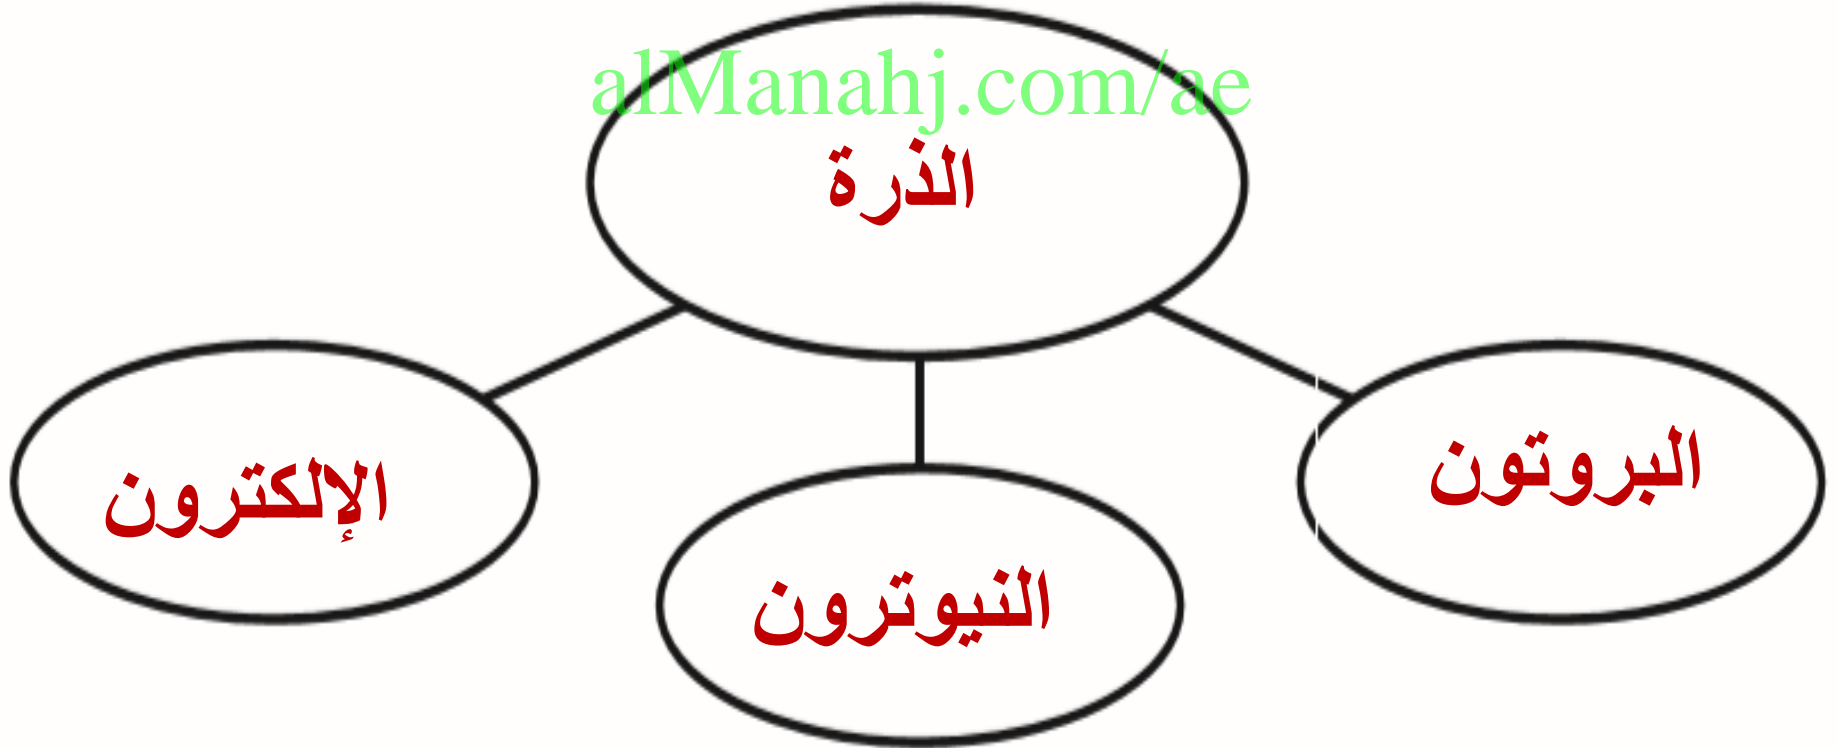 alManahj.com/ae
الذرة
البروتون
الإلكترون
النيوترون